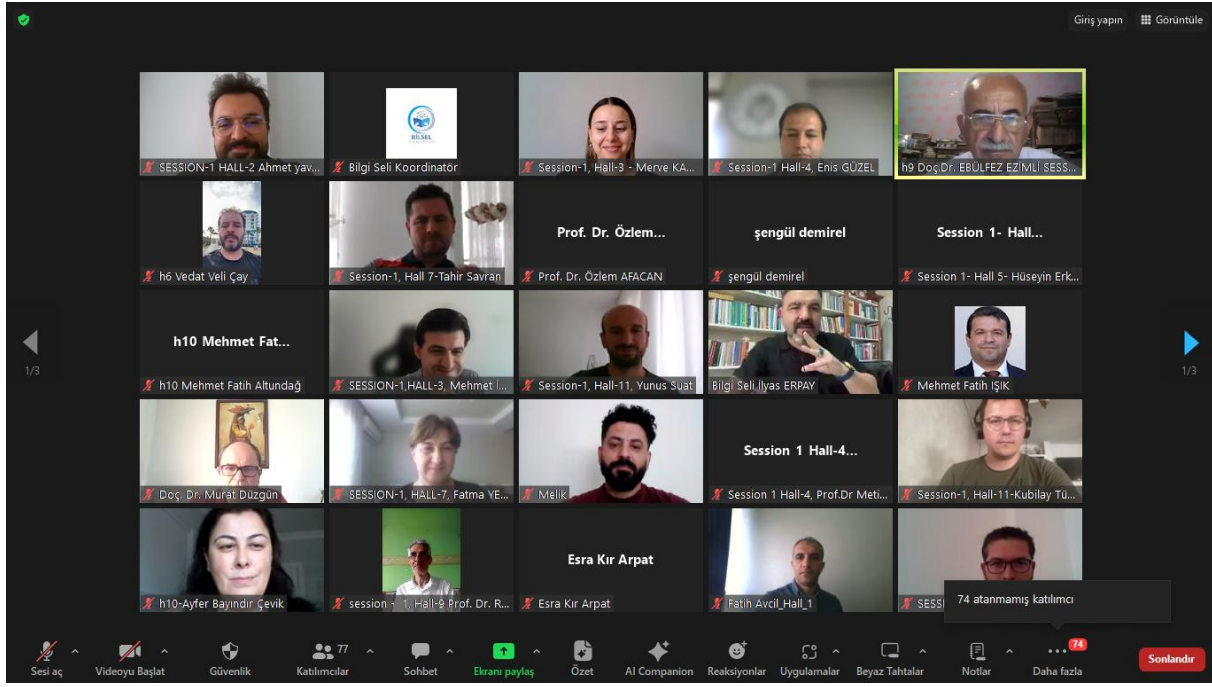 Giriş yapın
Görüntüle
SESSION-1 HALL-2 Ahmet yav...
BİLSEL
Bilgi Seli Koordinatör
Session-1, Hall-3 - Merve KA...
Session-1 Hall-4, Enis GÜZEL
h9 Doç.Dr. EBÜLFEZ EZİMLİ SESS...
h6 Vedat Veli Çay
Session-1, Hall 7-Tahir Savran
Prof. Dr. Özlem...
Prof. Dr. Özlem AFACAN
şengül demirel
şengül demirel
Session 1- Hall...
Session 1- Hall 5- Hüseyin Erk...
h10 Mehmet Fat...
h10 Mehmet Fatih Altundağ
SESSION-1,HALL-3, Mehmet İ...
Session-1, Hall-11, Yunus Suat
Bilgi Seli İlyas ERPAY
Mehmet Fatih IŞIK
1/3
1/3
Doç. Dr. Murat Düzgün
SESSION-1, HALL-7, Fatma YE...
Melik
Session 1 Hall-4...
Session 1 Hall-4, Prof.Dr Meti...
Session-1, Hall-11-Kubilay Tü...
h10-Ayfer Bayındır Çevik
session - 1, Hall-9 Prof. Dr. R...
Esra Kır Arpat
Esra Kır Arpat
Fatih Avcil_Hall_1
SESS
74 atanmamış katılımcı
Sesi aç
Videoyu Başlat
Güvenlik
77
Katılımcılar
Sohbet
Ekranı paylaş
Özet
AI Companion
Reaksiyonlar
Uygulamalar
Beyaz Tahtalar
Notlar
74
Daha fazla
Sonlandır